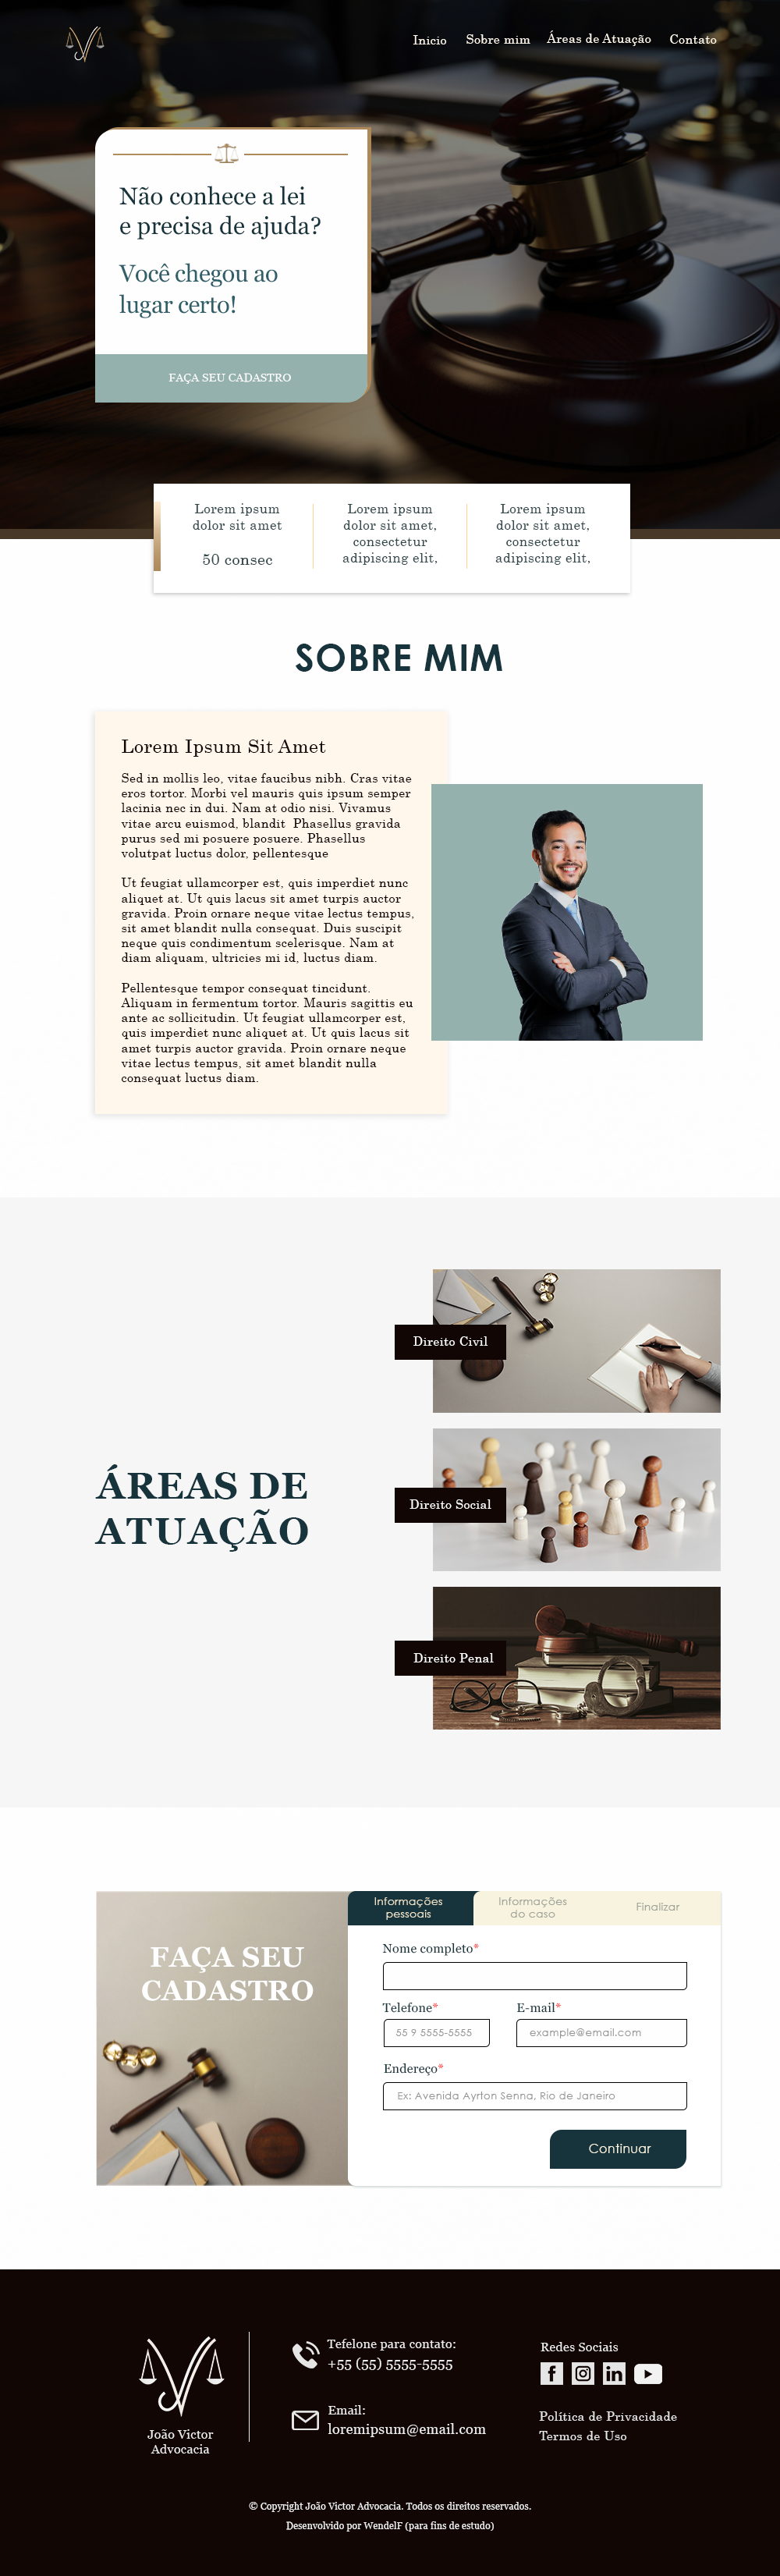 Inicio Sobre mim Áreas de Atuação Contato
Não conhece a lei
e precisa de ajuda?
Você chegou ao
lugar certo!
FAÇA SEU CADASTRO
Lorem ipsum
dolor sit amet
50 consec
Lorem ipsum
dolor sit amet,
consectetur
adipiscing elit,
Lorem ipsum
dolor sit amet,
consectetur
adipiscing elit,
SOBRE MIM
Lorem Ipsum Sit Amet
Sed in mollis leo, vitae faucibus nibh. Cras vitae
eros tortor. Morbi vel mauris quis ipsum semper
lacinia nec in dui. Nam at odio nisi. Vivamus
vitae arcu euismod, blandit Phasellus gravida
purus sed mi posuere posuere. Phasellus
volutpat luctus dolor, pellentesque
Ut feugiat ullamcorper est, quis imperdiet nunc
aliquet at. Ut quis lacus sit amet turpis auctor
gravida. Proin ornare neque vitae lectus tempus,
sit amet blandit nulla consequat. Duis suscipit
neque quis condimentum scelerisque. Nam at
diam aliquam, ultricies mi id, luctus diam.
Pellentesque tempor consequat tincidunt.
Aliquam in fermentum tortor. Mauris sagittis eu
ante ac sollicitudin. Ut feugiat ullamcorper est,
quis imperdiet nunc aliquet at. Ut quis lacus sit
amet turpis auctor gravida. Proin ornare neque
vitae lectus tempus, sit amet blandit nulla
consequat luctus diam.
Direito Civil
Direito Social
Direito Penal
ÁREAS DE
ATUAÇÃO
FAÇA SEU
CADASTRO
Informações
pessoais
Informações
do caso
Finalizar
Nome completo*
Telefone* E-mail*
55 9 5555-5555 example@email.com
Endereço*
Ex: Avenida Ayrton Senna, Rio de Janeiro
Continuar
João Victor
Advocacia
Tefelone para contato:
+55 (55) 5555-5555
Email:
loremipsum@email.com
Redes Sociais
Política de Privacidade
Termos de Uso
© Copyright João Victor Advocacia. Todos os direitos reservados.
Desenvolvido por WendelF (para fins de estudo)